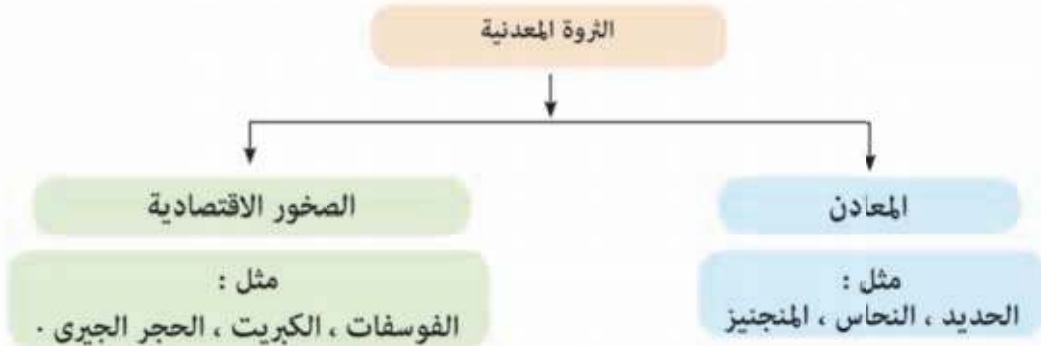 الثروة المعدنية
المعادن
مثل :
الحديد ، النحاس ، المنجنيز
الصخور الاقتصادية
مثل :
الفوسفات ، الكبريت ، الحجر الجيرى .